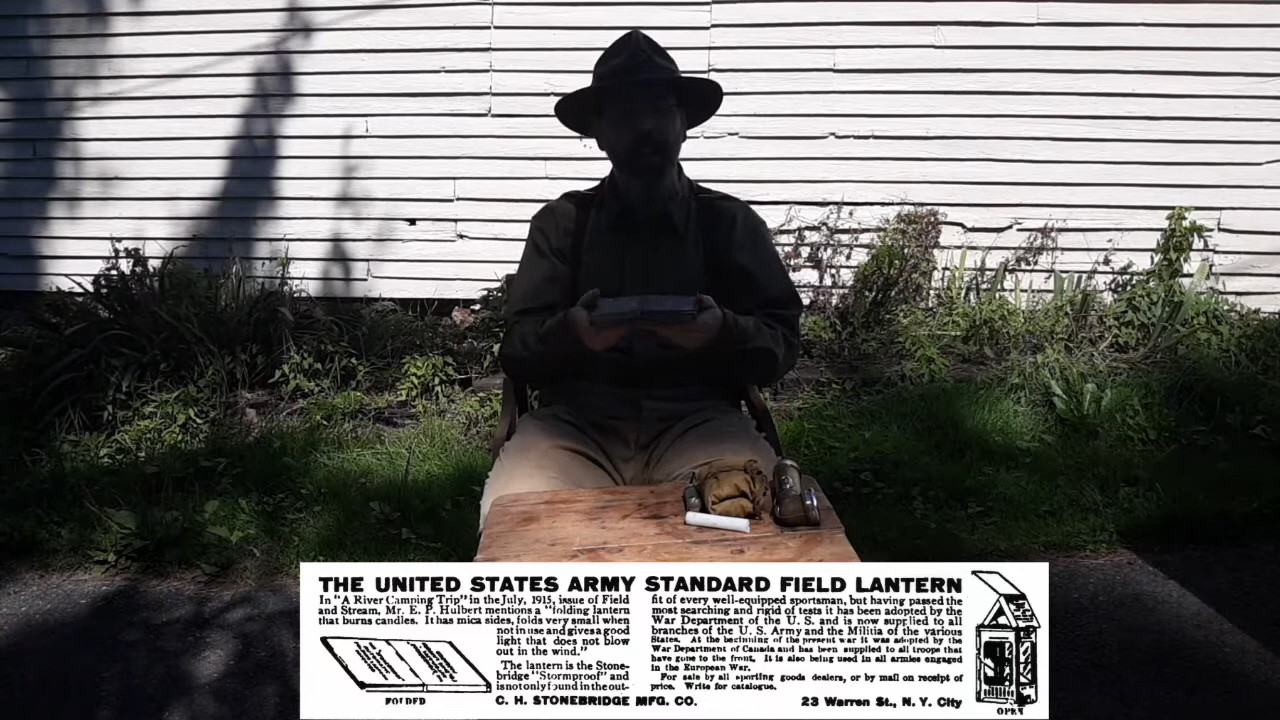 THE UNITED STATES ARMY STANDARD FIELD LANTERN
In "A River Camping Trip" in the July, 1915, issue of Field
and Stream, Mr. E. P. Hulbert mentions a "folding lantern
that burns candles. It has mica sides, folds very small when
not in use and gives a good
light that does not blow
out in the wind."
The lantern is the Stone-
bridge "Stormproof" and
is not only found in the out-
fit of every well-equipped sportsman, but having passed the
most searching and rigid of tests it has been adopted by the
War Department of the U. S. and is now supplied to all
branches of the U. S. Army and the Militia of the various
States. At the beginning of the present war it was adopted by the
War Department of Canada and has been supplied to all troops that
have gone to the front. It is also being used in all armies engaged
in the European War.
For sale by all sporting goods dealers, or by mail on receipt of
price. Write for catalogue.
FOLDED
C. H. STONEBRIDGE MFG. CO.
23 Warren St., N. Y. City
OPEN